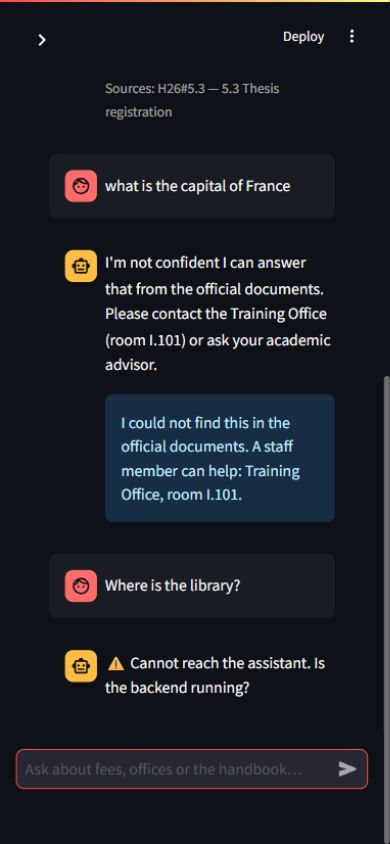 Deploy
Sources: H26#5.3 — 5.3 Thesis
registration
what is the capital of France
I'm not confident I can answer
that from the official documents.
Please contact the Training Office
(room I.101) or ask your academic
advisor.
I could not find this in the
official documents. A staff
member can help: Training
Office, room I.101.
Where is the library?
⚠️ Cannot reach the assistant. Is
the backend running?
Ask about fees, offices or the handbook…